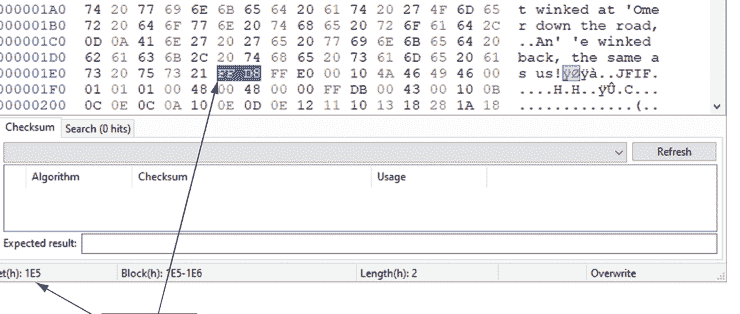 000001A0 74 20 77 69 6E 6B 65 64 20 61 74 20 27 4F 6D 65 t winked at 'Ome
000001B0 72 20 64 6F 77 6E 20 74 68 65 20 72 6F 61 64 2C r down the road,
000001C0 0D 0A 41 6E 27 20 27 65 20 77 69 6E 6B 65 64 20 ..An' 'e winked
000001D0 62 61 63 6B 2C 20 74 68 65 20 73 61 6D 65 20 61 back, the same a
000001E0 73 20 75 73 21 FF D8 FF E0 00 10 4A 46 49 46 00 s us!ÿØÿà..JFIF.
000001F0 01 01 01 00 48 00 48 00 00 FF DB 00 43 00 10 0B ....H.H..ÿÛ.C...
00000200 0C 0E 0C 0A 10 0E 0D 0E 12 11 10 13 18 28 1A 18 .............(..
Checksum Search (0 hits)
Refresh
Algorithm Checksum Usage
Expected result:
et(h): 1E5 Block(h): 1E5-1E6 Length(h): 2 Overwrite